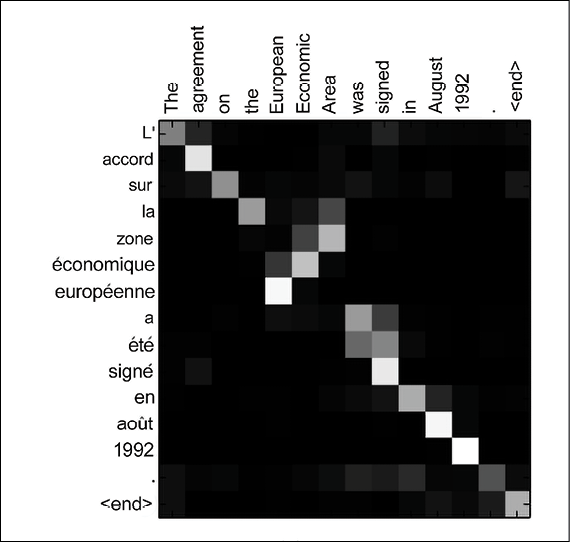 The agreement on the European Economic Area was signed in August 1992 . <end>
L'
accord
sur
la
zone
économique
européenne
a
été
signé
en
août
1992
.
<end>